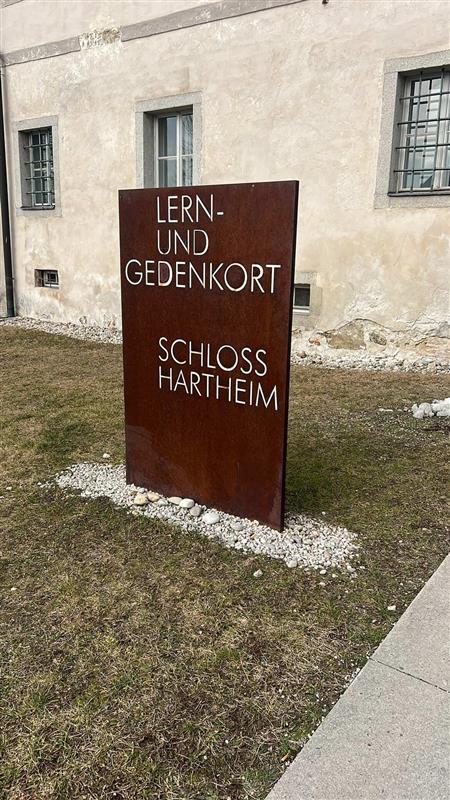 LERN-
UND
GEDENKORT
SCHLOSS
HARTHEIM